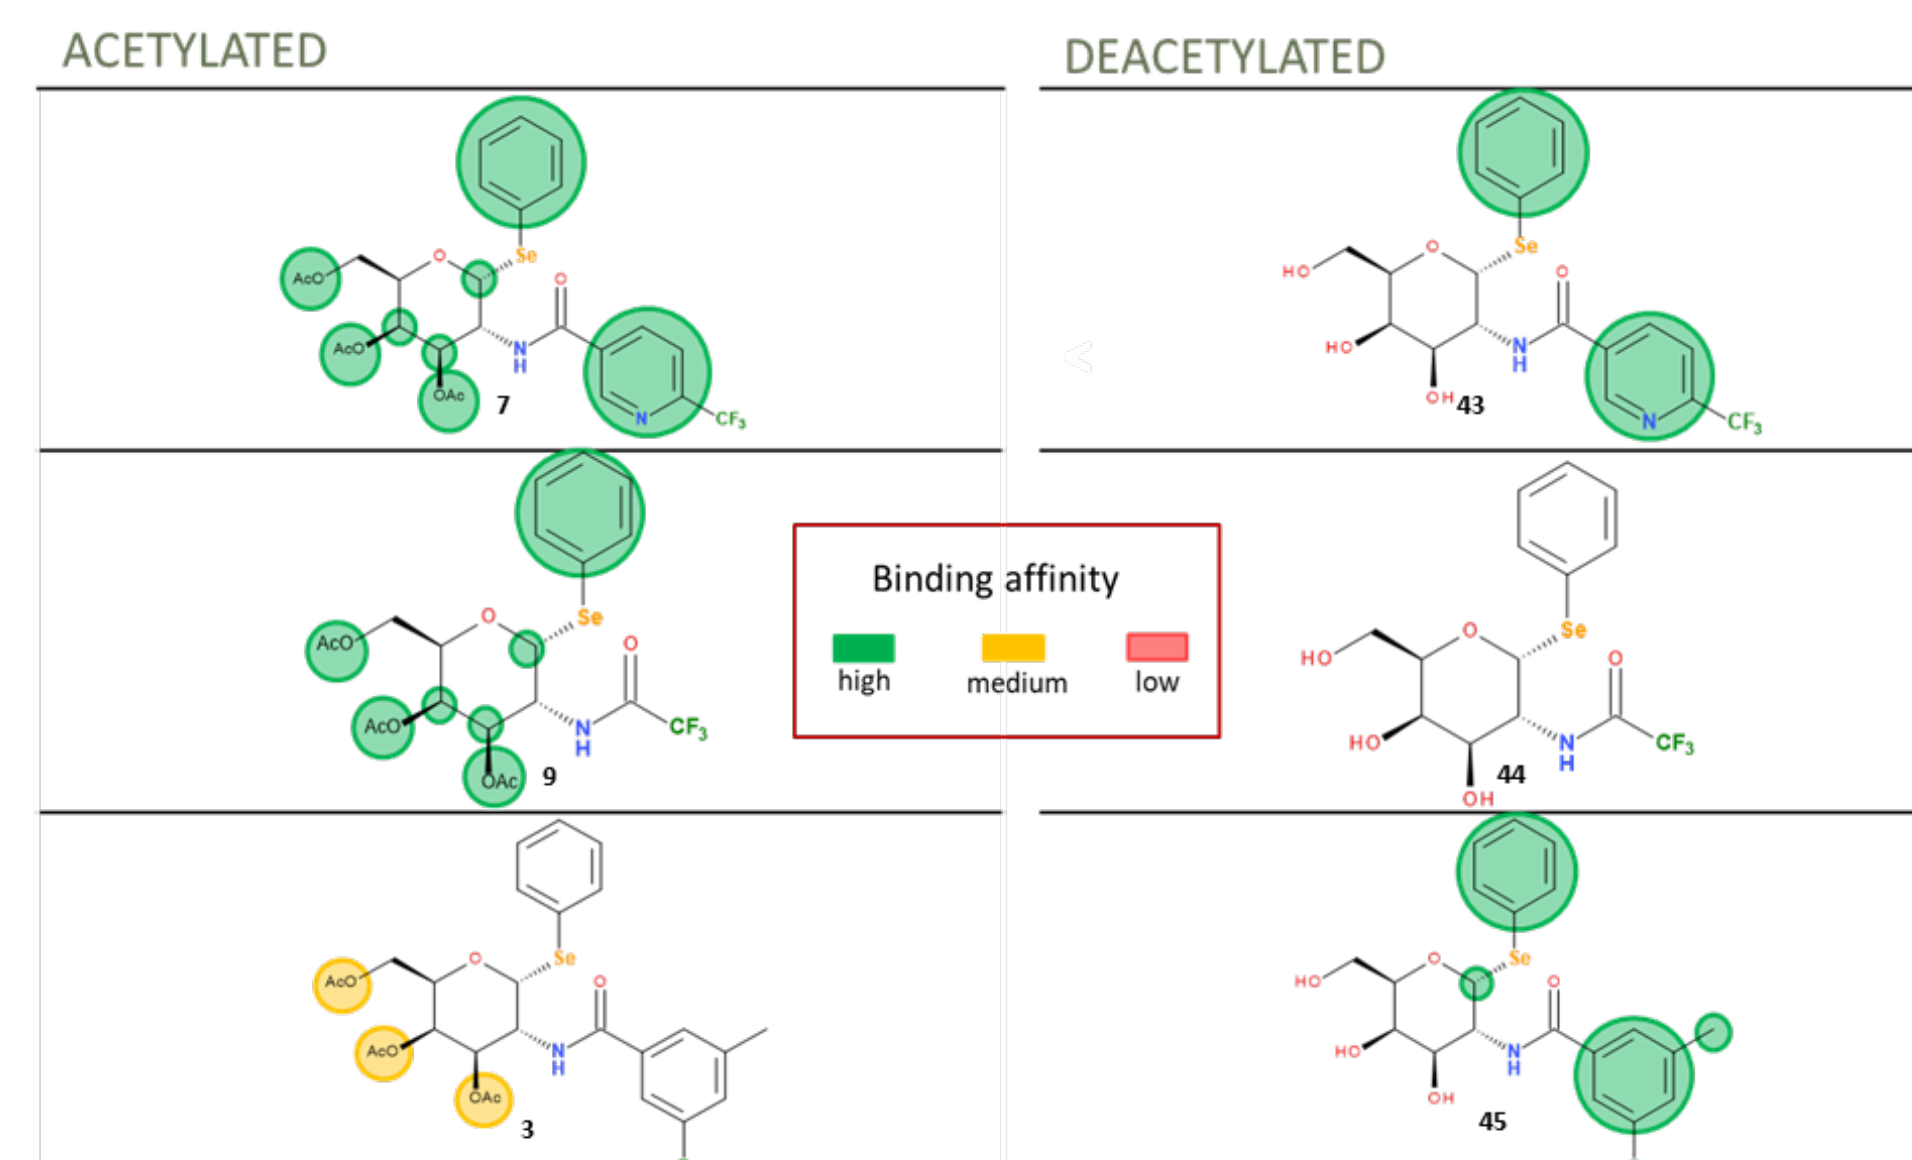 ACETYLATED
DEACETYLATED
Se
O
O
AcO
AcO
OAc
N
H
N
CF3
7
Se
O
O
HO
HO
OH
N
H
N
CF3
43
<
Se
O
O
AcO
AcO
OAc
N
H
CF3
9
Binding affinity
high
medium
low
Se
O
O
HO
HO
OH
N
H
CF3
44
Se
O
O
AcO
AcO
OAc
N
H
3
Se
O
O
HO
HO
OH
N
H
45